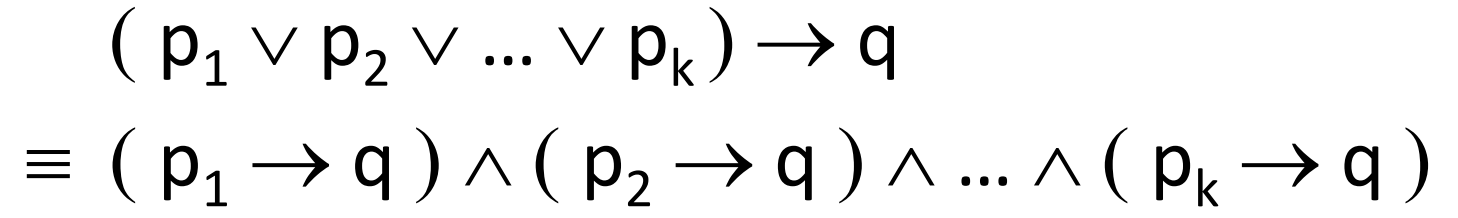 ( p₁ ∨ p₂ ∨ ... ∨ pₖ ) → q
≡ ( p₁ → q ) ∧ ( p₂ → q ) ∧ ... ∧ ( pₖ → q )